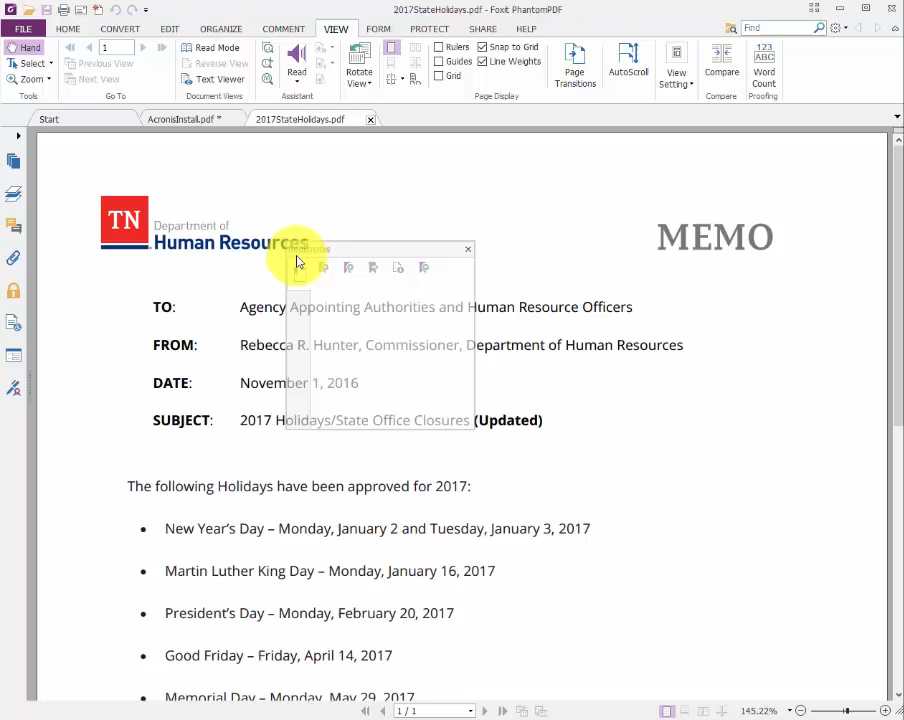 2017StateHolidays.pdf - Foxit PhantomPDF
FILE HOME CONVERT EDIT ORGANIZE COMMENT VIEW FORM PROTECT SHARE HELP Find
Hand 1 Read Mode Rulers Snap to Grid
Select Previous View Reverse View Guides Line Weights
Zoom Next View Text Viewer Grid
Read Rotate View Page Transitions AutoScroll View Setting Compare Word Count
123 ABC
Tools Go To Document Views Assistant Page Display Compare Proofing
Start AcronisInstall.pdf * 2017StateHolidays.pdf
TN
Department of
Human Resources
Bookmarks
MEMO
TO: Agency Appointing Authorities and Human Resource Officers
FROM: Rebecca R. Hunter, Commissioner, Department of Human Resources
DATE: November 1, 2016
SUBJECT: 2017 Holidays/State Office Closures (Updated)
The following Holidays have been approved for 2017:
• New Year's Day – Monday, January 2 and Tuesday, January 3, 2017
• Martin Luther King Day – Monday, January 16, 2017
• President's Day – Monday, February 20, 2017
• Good Friday – Friday, April 14, 2017
• Memorial Day – Monday, May 29, 2017
1 / 1 145.22%